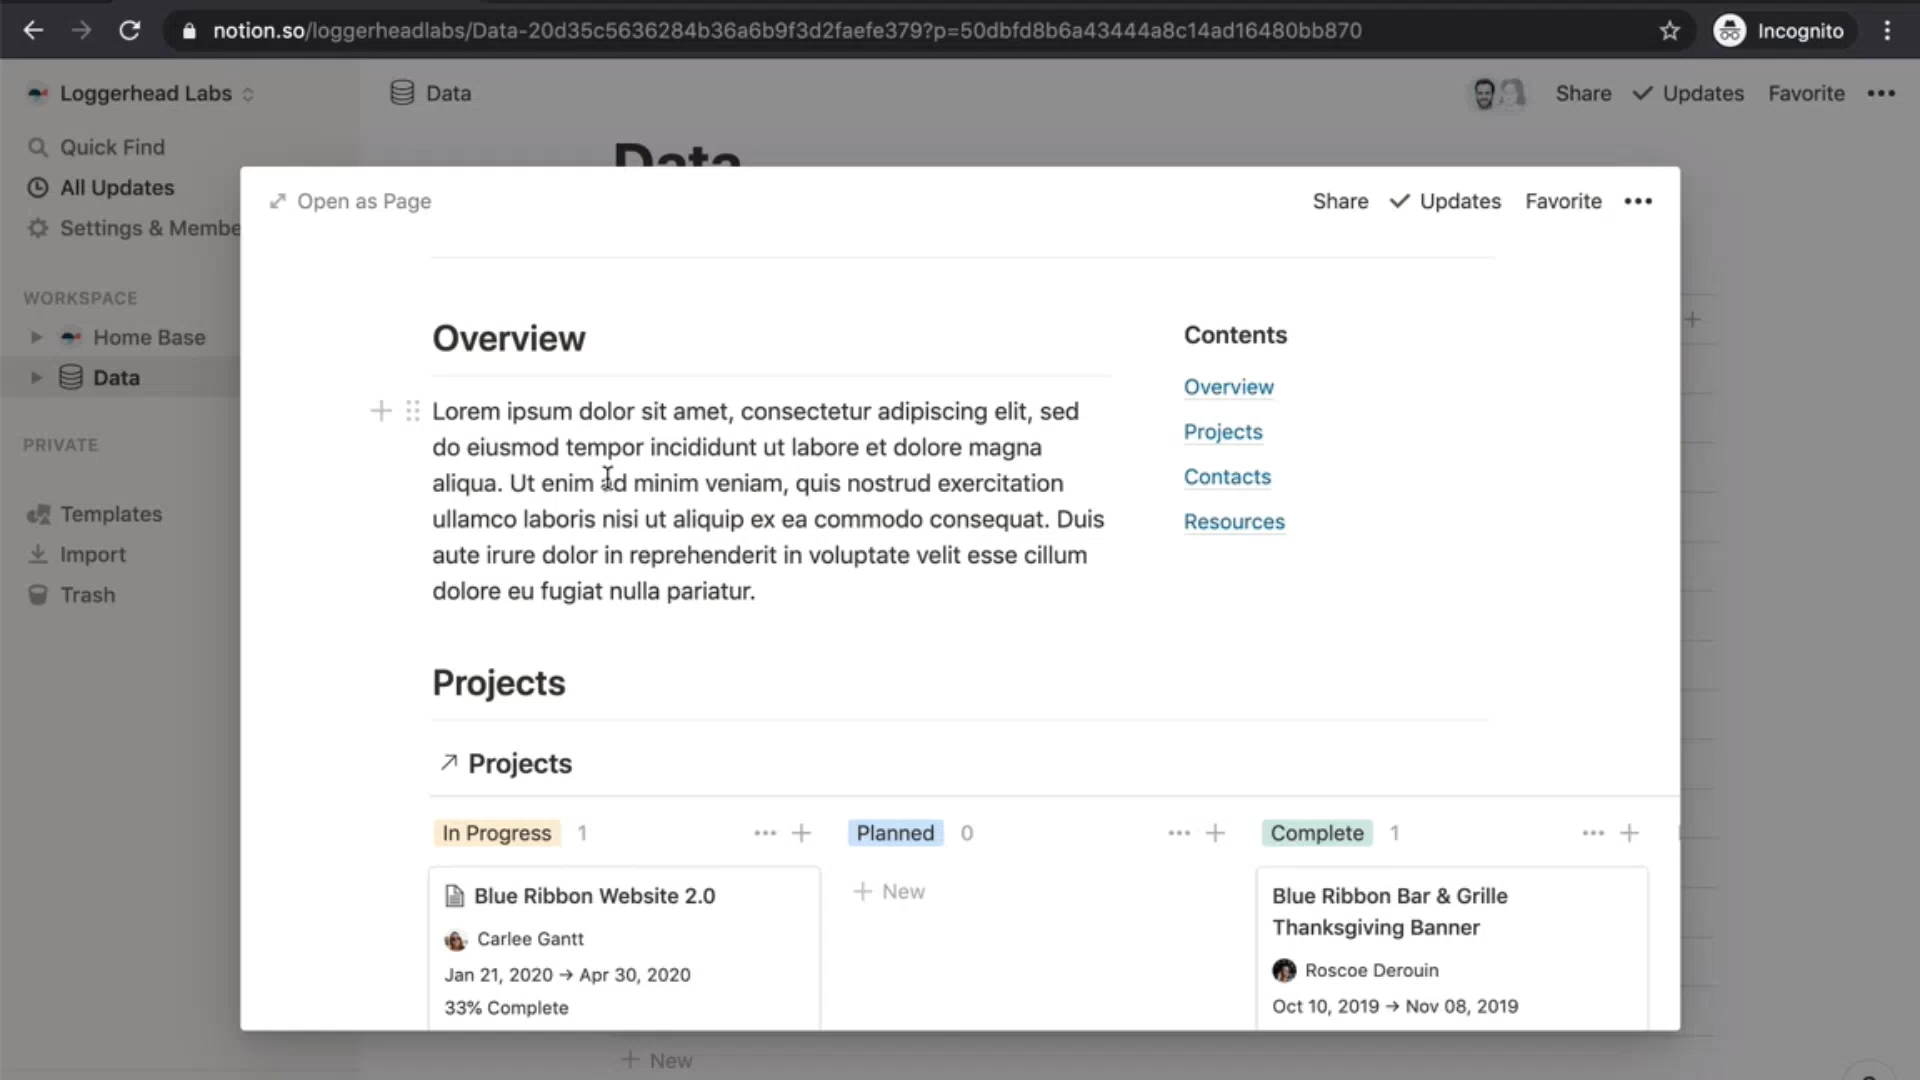 notion.so/loggerheadlabs/Data-20d35c5636284b36a6b9f3d2faefe379?p=50dbfd8b6a43444a8c14ad16480bb870
Incognito
Loggerhead Labs
Data
Share
Updates
Favorite
Quick Find
All Updates
Settings & Membe
WORKSPACE
Home Base
Data
PRIVATE
Templates
Import
Trash
Data
Open as Page
Share
Updates
Favorite
Overview
Lorem ipsum dolor sit amet, consectetur adipiscing elit, sed
do eiusmod tempor incididunt ut labore et dolore magna
aliqua. Ut enim ad minim veniam, quis nostrud exercitation
ullamco laboris nisi ut aliquip ex ea commodo consequat. Duis
aute irure dolor in reprehenderit in voluptate velit esse cillum
dolore eu fugiat nulla pariatur.
Contents
Overview
Projects
Contacts
Resources
Projects
Projects
In Progress 1
Planned 0
Complete 1
Blue Ribbon Website 2.0
Carlee Gantt
Jan 21, 2020 → Apr 30, 2020
33% Complete
New
Blue Ribbon Bar & Grille
Thanksgiving Banner
Roscoe Derouin
Oct 10, 2019 → Nov 08, 2019
New